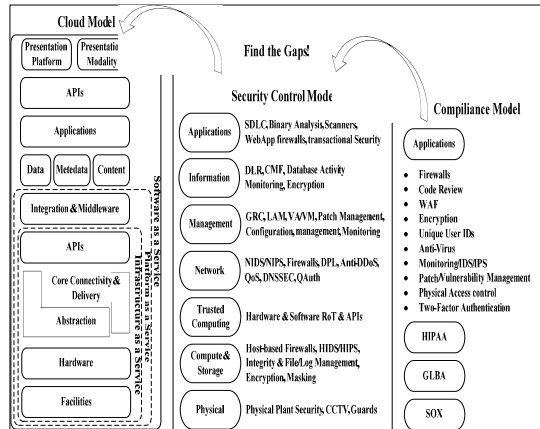 Cloud Model
Presentation Platform
Presentation Modality
APIs
Applications
Data
Metedata
Content
Integration &Middleware
APIs
Core Connectivity &
Delivery
Abstraction
Hardware
Facilities
Software as a Service
Platform as a Service
Infrastructure as a Service
Find the Gaps!
Security Control Mode
Applications
SDLC, Binary Analysis, Scanners,
WebApp firewalls, transactional Security
Information
DLR, CMF, Database Activity
Monitoring, Encryption
Management
GRC, LAM, VA/VM, Patch Management,
Configuration, management, Monitoring
Network
NIDS/NIPS, Firewalls, DPL, Anti-DDoS,
QoS, DNSSEC, QAuth
Trusted
Computing
Hardware & Software RoT & APIs
Compute &
Storage
Host-based Firewalls, HIDS/HIPS,
Integrity & File/Log Management,
Encryption, Masking
Physical
Physical Plant Security, CCTV, Guards
Compiliance Model
Applications
• Firewalls
• Code Review
• WAF
• Encryption
• Unique User IDs
• Anti-Virus
• Monitoring/IDS/IPS
• Patch/Vulnerability Management
• Physical Access control
• Two-Factor Authentication
HIPAA
GLBA
SOX